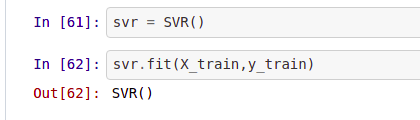 In [61]: svr = SVR()
In [62]: svr.fit(X_train,y_train)
Out[62]: SVR()